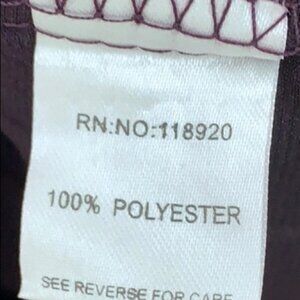 RN:NO:118920
100% POLYESTER
SEE REVERSE FOR CARE